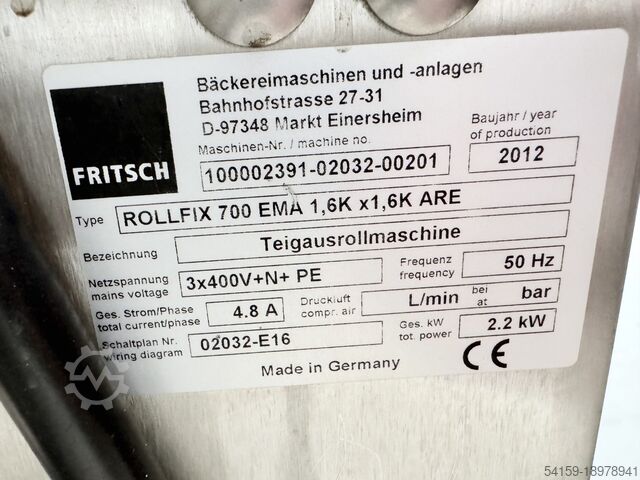 FRITSCH
Bäckereimaschinen und -anlagen
Bahnhofstrasse 27-31
D-97348 Markt Einersheim
Maschinen-Nr. / machine no.
100002391-02032-00201
Baujahr / year
of production
2012
Type
ROLLFIX 700 EMA 1,6K x1,6K ARE
Bezeichnung
Teigausrollmaschine
Netzspannung
mains voltage
3x400V+N+ PE
Frequenz
frequency
50 Hz
Ges. Strom/Phase
total current/phase
4.8 A
Druckluft
compr. air
L/min
bei
at
bar
Schaltplan Nr.
wiring diagram
02032-E16
Ges. kW
tot. power
2.2 kW
Made in Germany
CE
54159-18978941